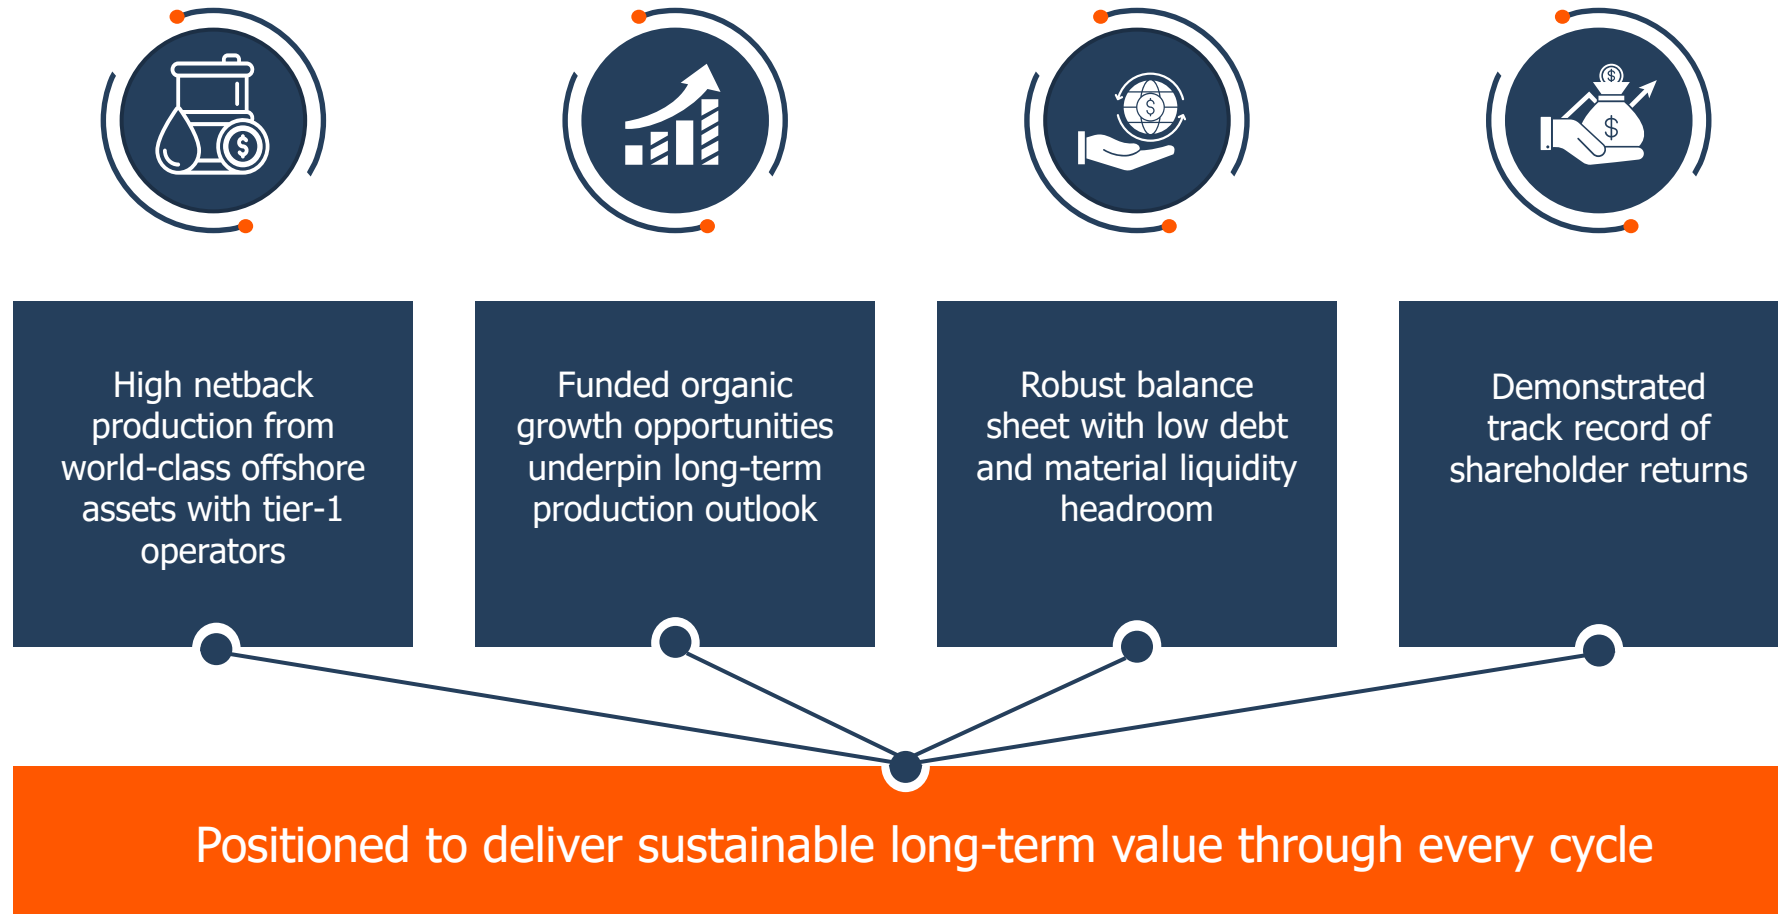 High netback
production from
world-class offshore
assets with tier-1
operators
Funded organic
growth opportunities
underpin long-term
production outlook
Robust balance
sheet with low debt
and material liquidity
headroom
Demonstrated
track record of
shareholder returns
Positioned to deliver sustainable long-term value through every cycle